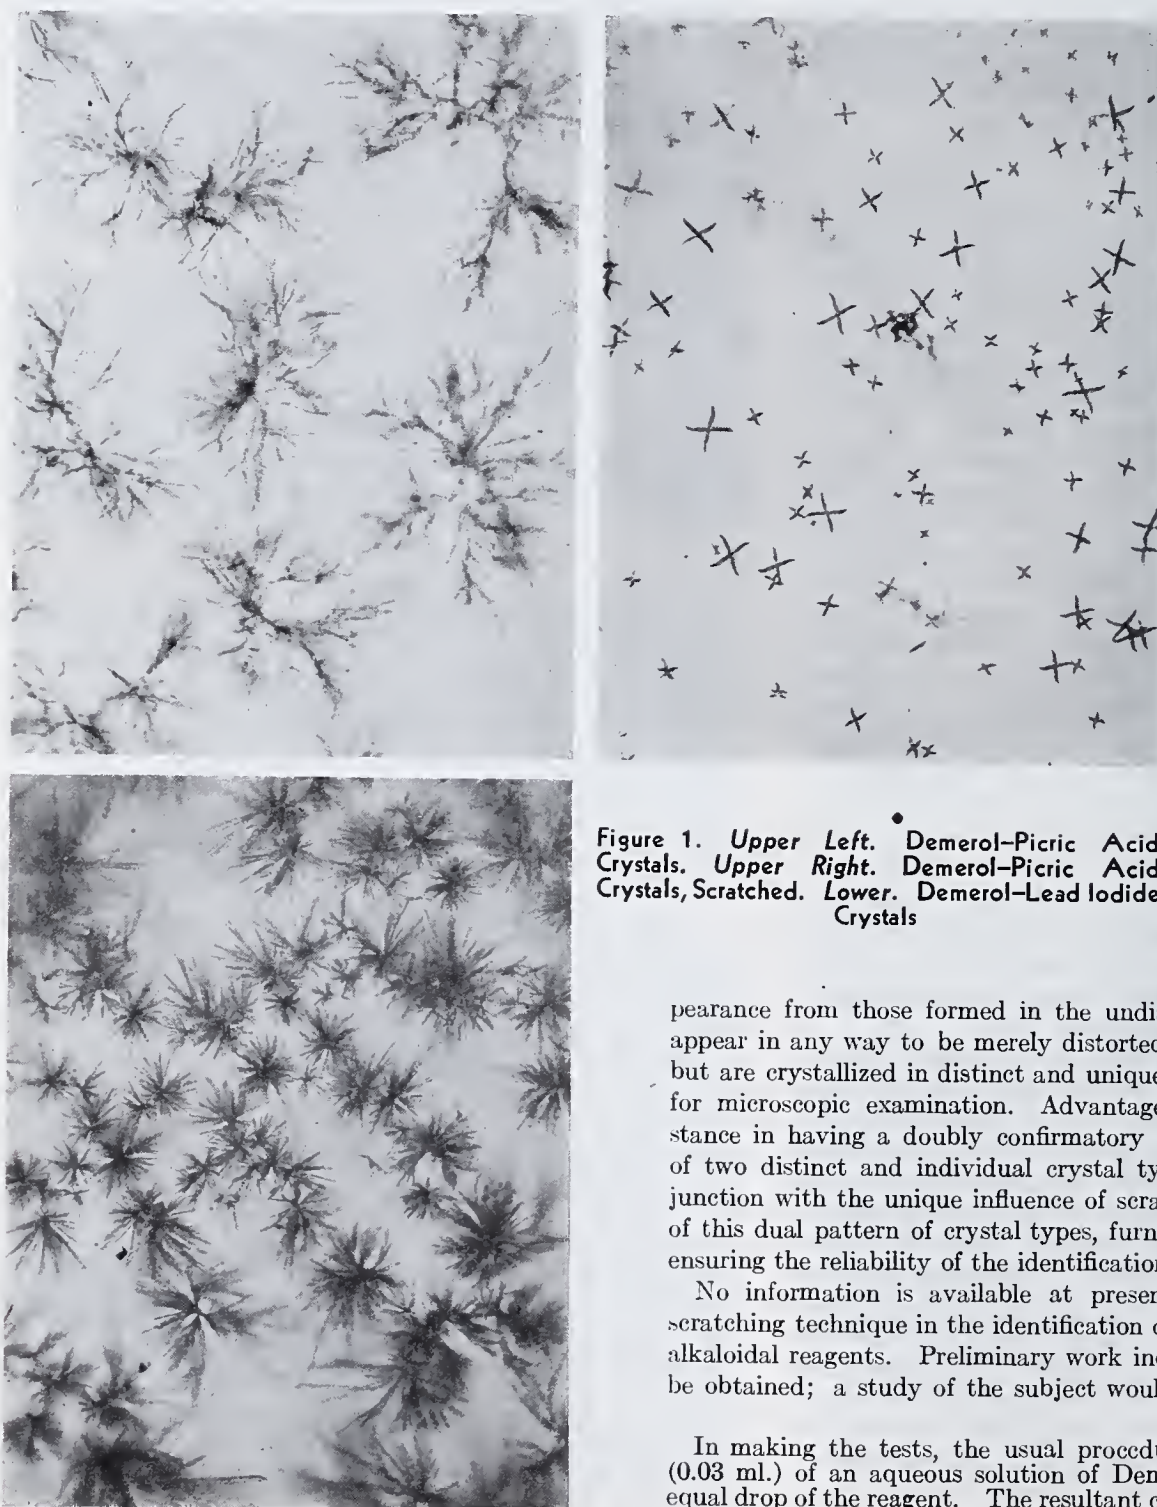 Figure 1. Upper Left. Demerol–Picric Acid
Crystals. Upper Right. Demerol–Picric Acid
Crystals, Scratched. Lower. Demerol–Lead Iodide
Crystals
pearance from those formed in the undi
appear in any way to be merely distorted
but are crystallized in distinct and unique
for microscopic examination. Advantage
stance in having a doubly confirmatory
of two distinct and individual crystal ty
junction with the unique influence of scra
of this dual pattern of crystal types, furn
ensuring the reliability of the identification
No information is available at presen
scratching technique in the identification o
alkaloidal reagents. Preliminary work in
be obtained; a study of the subject woul
In making the tests, the usual procedu
(0.03 ml.) of an aqueous solution of Dem
equal drop of the reagent. The resultant